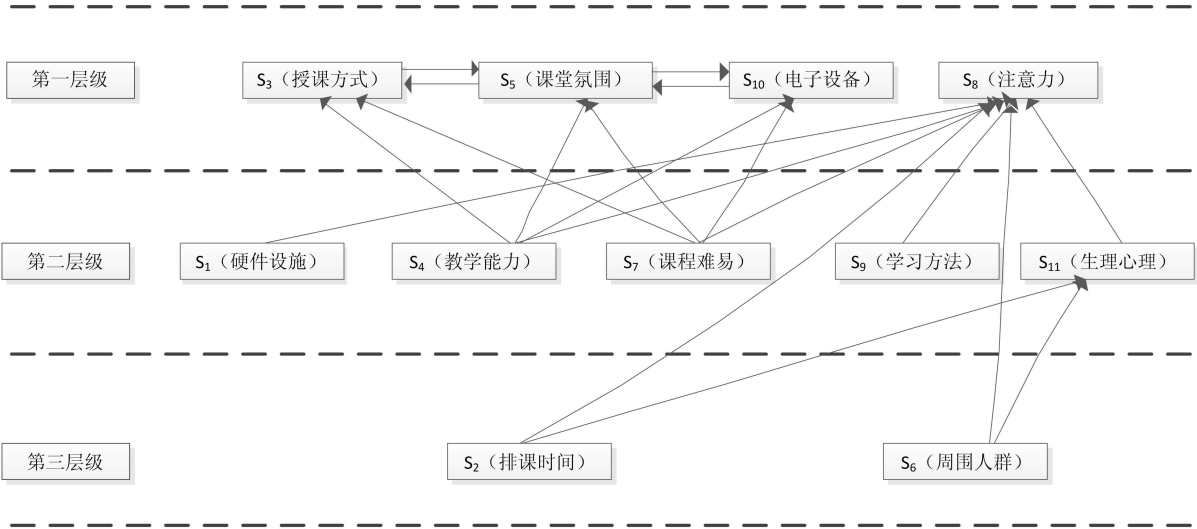 第一层级
S₃（授课方式）
S₅（课堂氛围）
S₁₀（电子设备）
S₈（注意力）
第二层级
S₁（硬件设施）
S₄（教学能力）
S₇（课程难易）
S₉（学习方法）
S₁₁（生理心理）
第三层级
S₂（排课时间）
S₆（周围人群）